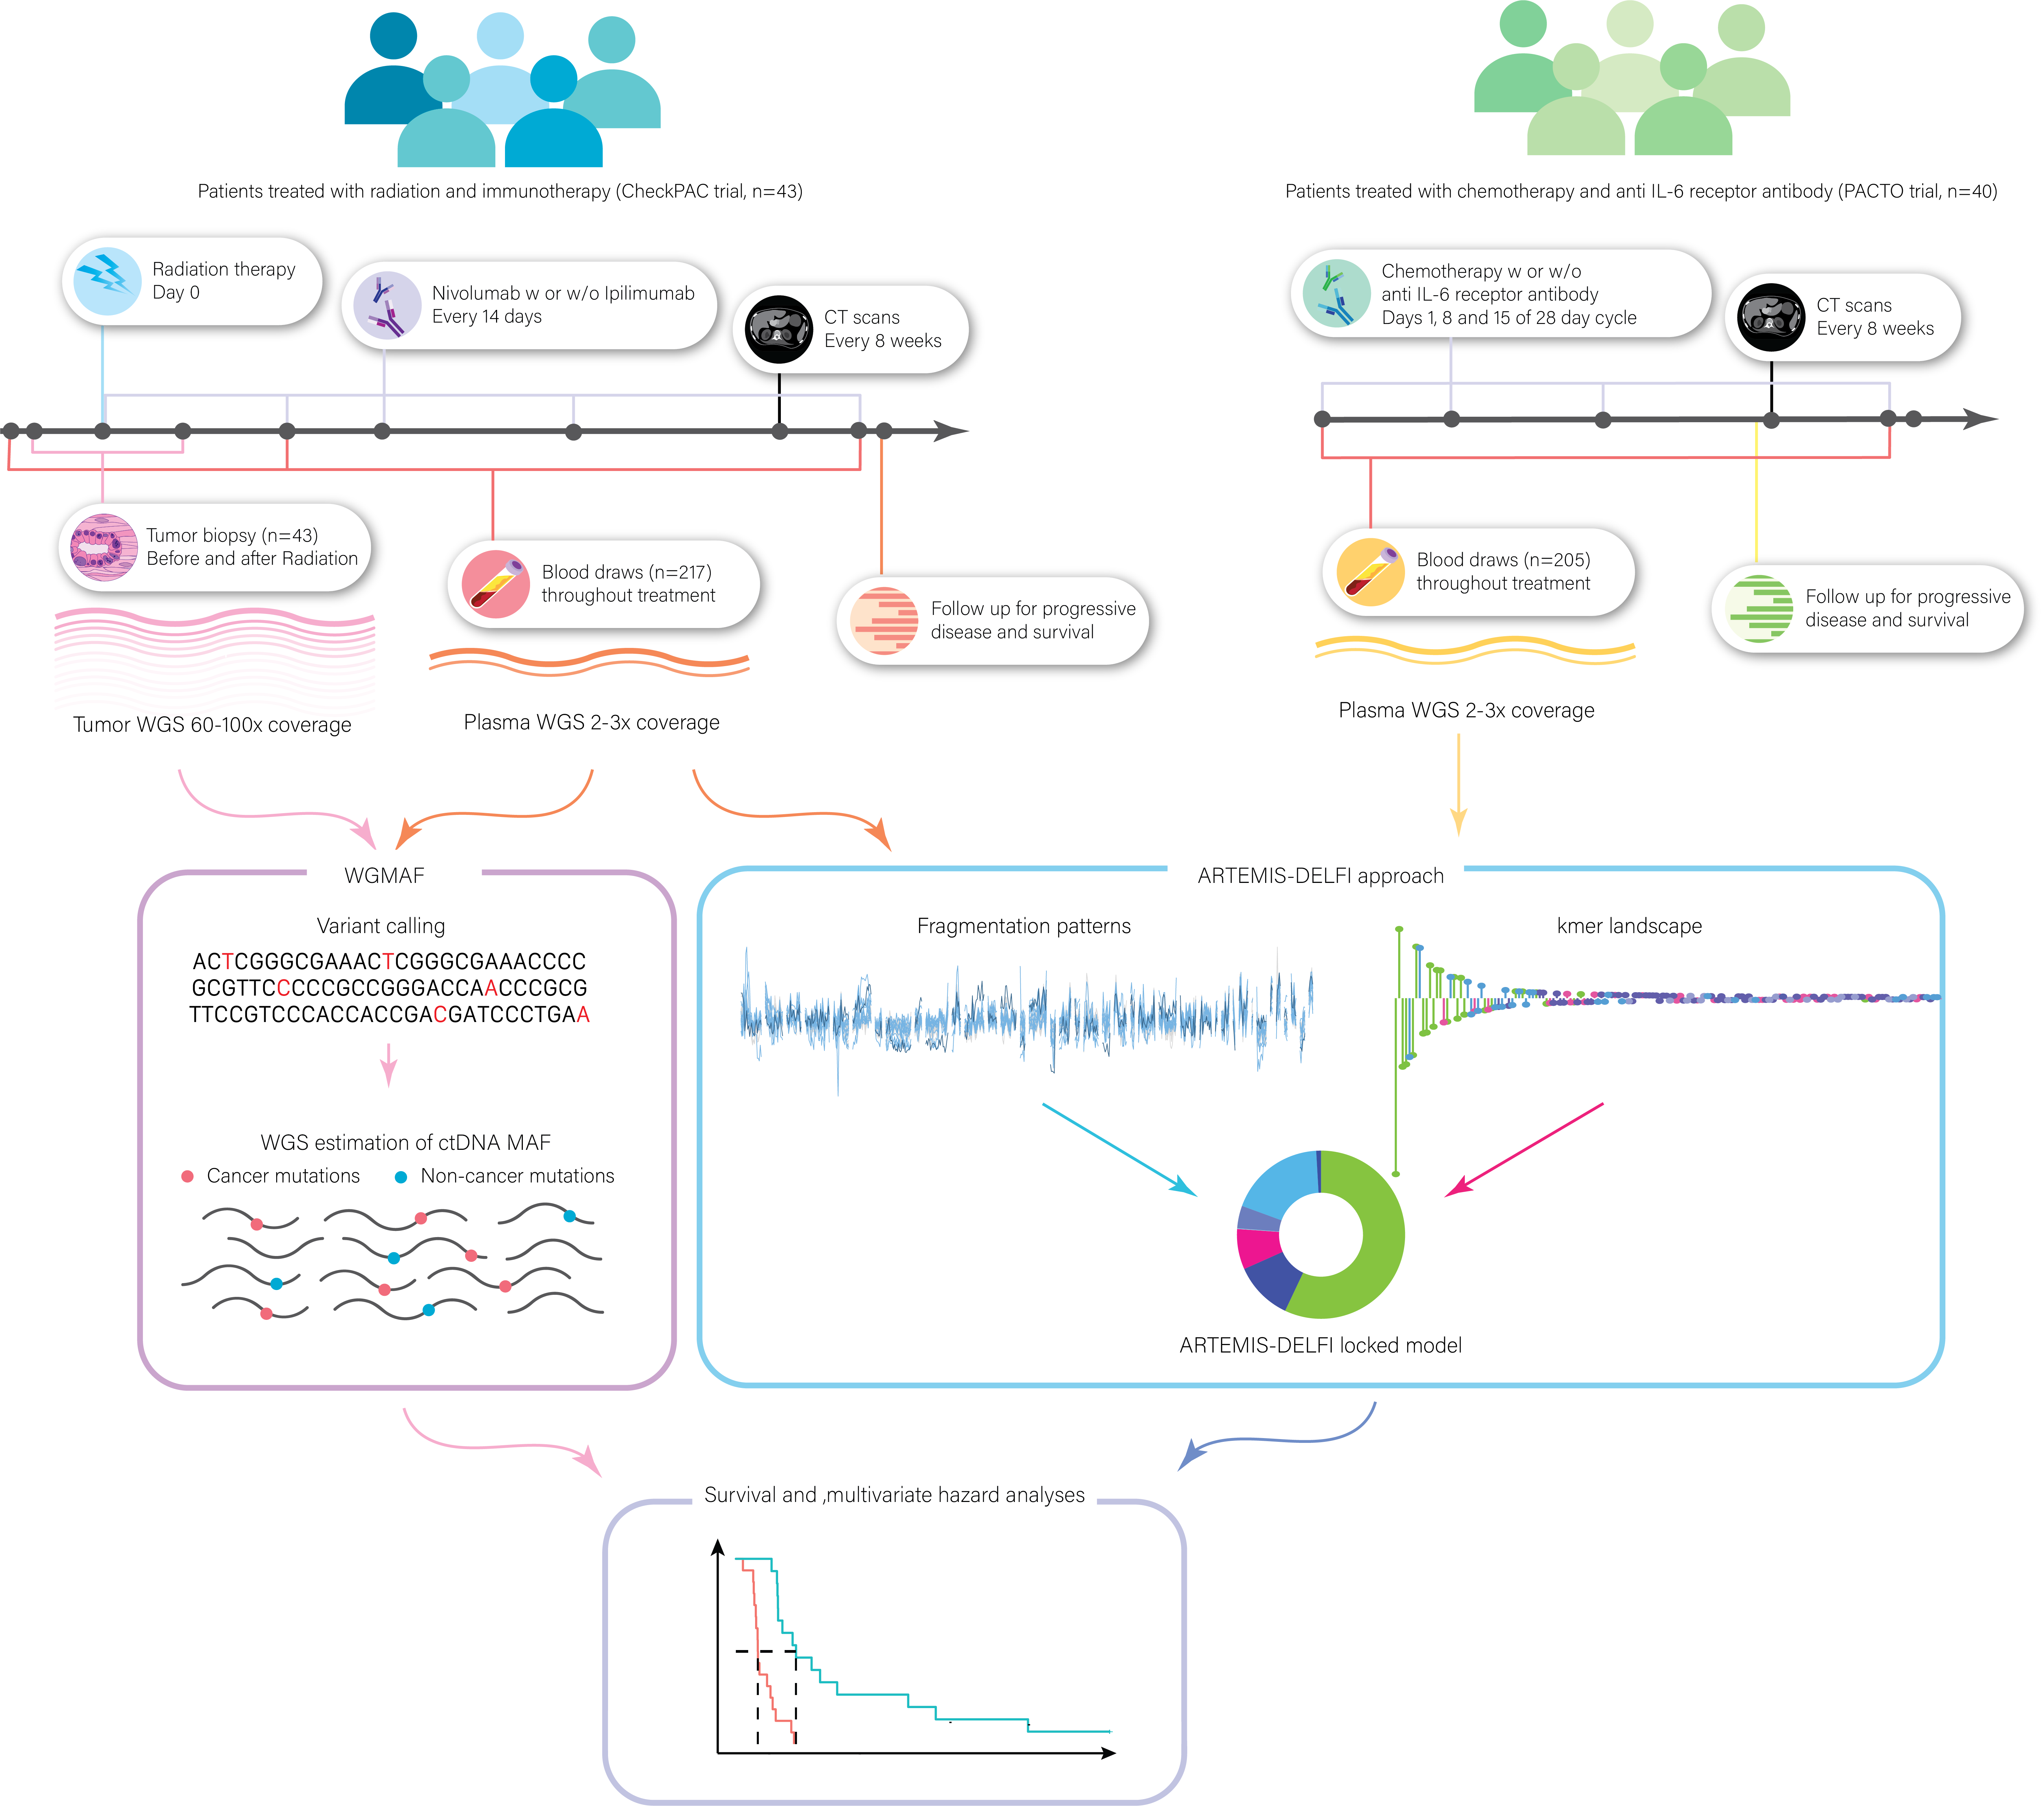 Patients treated with radiation and immunotherapy (CheckPAC trial, n=43)
Patients treated with chemotherapy and anti IL-6 receptor antibody (PACTO trial, n=40)
Radiation therapy
Day 0
Nivolumab w or w/o Ipilimumab
Every 14 days
CT scans
Every 8 weeks
Chemotherapy w or w/o
anti IL-6 receptor antibody
Days 1, 8 and 15 of 28 day cycle
CT scans
Every 8 weeks
Tumor biopsy (n=43)
Before and after Radiation
Blood draws (n=217)
throughout treatment
Follow up for progressive
disease and survival
Blood draws (n=205)
throughout treatment
Follow up for progressive
disease and survival
Tumor WGS 60-100x coverage
Plasma WGS 2-3x coverage
Plasma WGS 2-3x coverage
WGMAF
Variant calling
ACTCGGGCGAAACTCGGGCGAAACCCC
GCGTTCCCCCCGCCGGGACCAACCCGCG
TTCCGTCCCACCACCGACGATCCCTGAA
WGS estimation of ctDNA MAF
Cancer mutations
Non-cancer mutations
ARTEMIS-DELFI approach
Fragmentation patterns
kmer landscape
ARTEMIS-DELFI locked model
Survival and ,multivariate hazard analyses